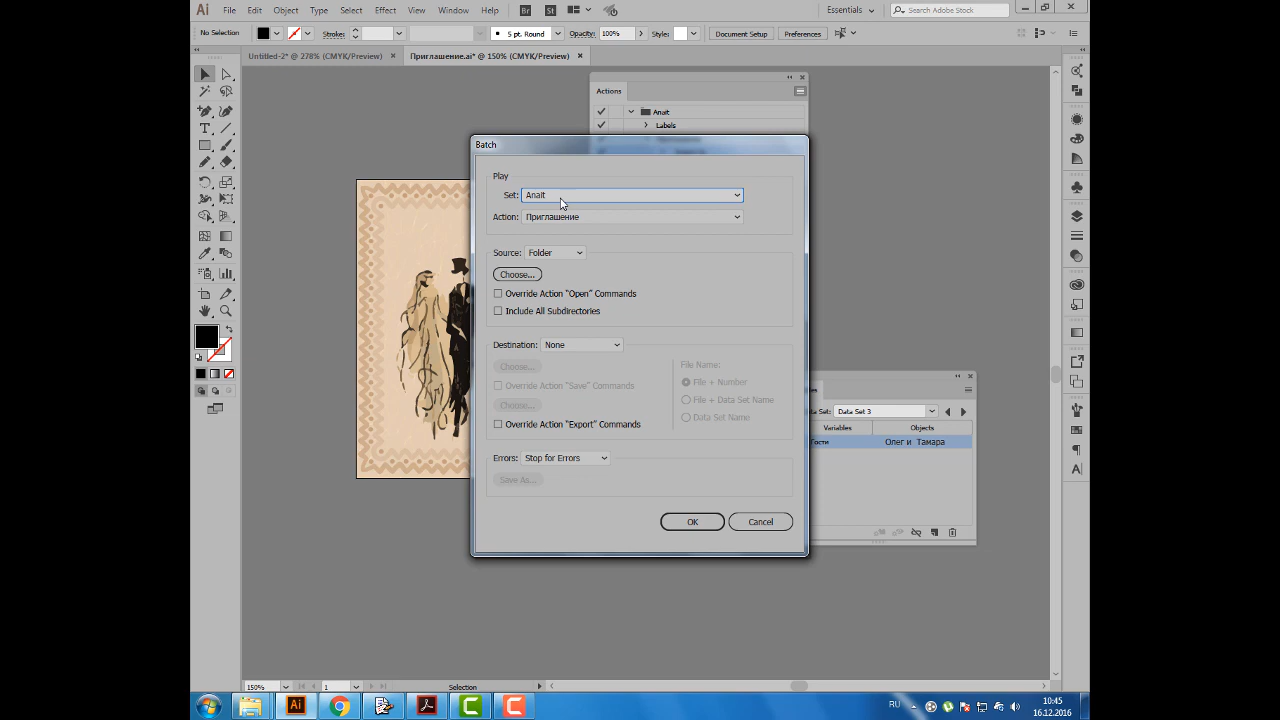 Ai File Edit Object Type Select Effect View Window Help Br St Essentials Search Adobe Stock
No Selection Stroke: 5 pt. Round Opacity: 100% Style: Document Setup Preferences
Untitled-2* @ 278% (CMYK/Preview) Приглашение.ai* @ 150% (CMYK/Preview)
Actions
Anait
Labels
Batch
Play
Set: Anait
Action: Приглашение
Source: Folder
Choose...
Override Action "Open" Commands
Include All Subdirectories
Destination: None
Choose...
Override Action "Save" Commands
Choose...
Override Action "Export" Commands
File Name:
File + Number
File + Data Set Name
Data Set Name
Errors: Stop for Errors
Save As...
OK Cancel
Data Set 3
Variables Objects
Гости Олег и Тамара
150% 1 Selection
RU 10:45
16.12.2016